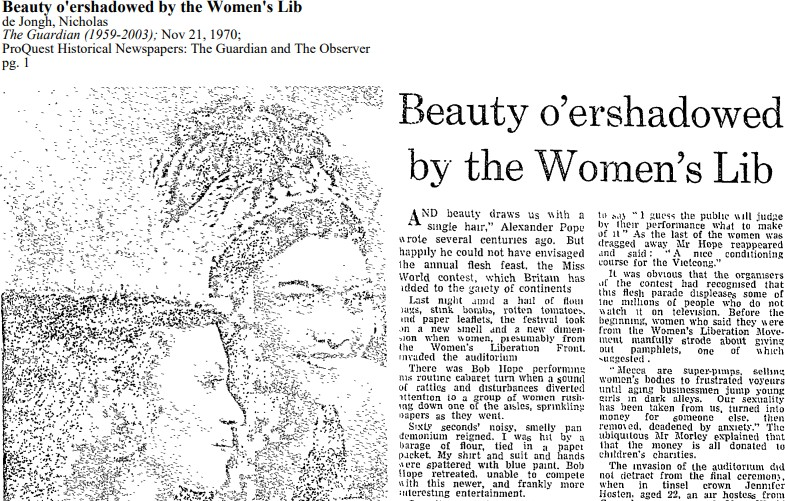 Beauty o'ershadowed by the Women's Lib
de Jongh, Nicholas
The Guardian (1959-2003); Nov 21, 1970;
ProQuest Historical Newspapers: The Guardian and The Observer
pg. 1
Beauty o'ershadowed
by the Women's Lib
AND beauty draws us with a
single hair," Alexander Pope
wrote several centuries ago. But
happily he could not have envisaged
the annual flesh feast, the Miss
World contest, which Britain has
added to the gaiety of continents
Last night amid a hail of flour
bags, stink bombs, rotten tomatoes,
and paper leaflets, the festival took
on a new smell and a new dimen-
sion when women, presumably from
the Women's Liberation Front,
invaded the auditorium
There was Bob Hope performing
his routine cabaret turn when a sound
of rattles and disturbances diverted
attention to a group of women rush-
ing down one of the aisles, sprinkling
papers as they went.
Sixty seconds' noisy, smelly pan
demonium reigned. I was hit by a
barage of flour, tied in a paper
packet. My shirt and suit and hands
were spattered with blue paint. Bob
Hope retreated, unable to compete
with this newer, and frankly more
interesting entertainment.
to say "I guess the public will judge
by their performance what to make
of it" As the last of the women was
dragged away Mr Hope reappeared
and said: "A nice conditioning
course for the Vietcong."
It was obvious that the organisers
of the contest had recognised that
this flesh parade displeases some of
the millions of people who do not
watch it on television. Before the
beginning, women who said they were
from the Women's Liberation Move-
ment manfully strode about giving
out pamphlets, one of which
suggested.
"Mecca are super-pimps, selling
women's bodies to frustrated voyeurs
until aging businessmen jump young
girls in dark alleys. Our sexuality
has been taken from us, turned into
money for someone else, then
removed, deadened by anxiety." The
ubiquitous Mr Morley explained that
that the money is all donated to
children's charities.
The invasion of the auditorium did
not detract from the final ceremony,
when in tinsel crown Jennifer
Hosten, aged 22, an air hostess from